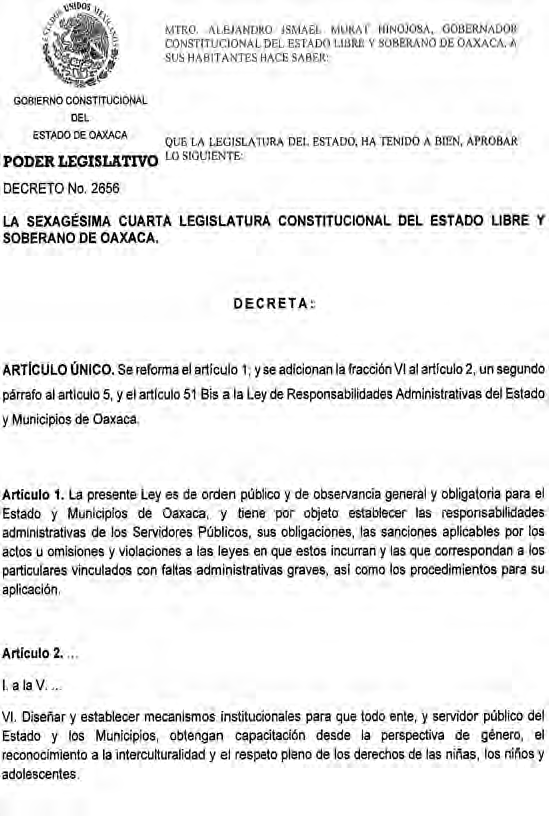 UNIDOS MEXICANOS
MTRO. ALEJANDRO ISMAEL MURAT HINOJOSA, GOBERNADOR
CONSTITUCIONAL DEL ESTADO LIBRE Y SOBERANO DE OAXACA, A
SUS HABITANTES HACE SABER:
GOBIERNO CONSTITUCIONAL
DEL
ESTADO DE OAXACA
PODER LEGISLATIVO
QUE LA LEGISLATURA DEL ESTADO, HA TENIDO A BIEN, APROBAR
LO SIGUIENTE:
DECRETO No. 2656
LA SEXAGÉSIMA CUARTA LEGISLATURA CONSTITUCIONAL DEL ESTADO LIBRE Y
SOBERANO DE OAXACA.
DECRETA:
ARTÍCULO ÚNICO. Se reforma el artículo 1; y se adicionan la fracción VI al artículo 2, un segundo
párrafo al artículo 5, y el artículo 51 Bis a la Ley de Responsabilidades Administrativas del Estado
y Municipios de Oaxaca.
Artículo 1. La presente Ley es de orden público y de observancia general y obligatoria para el
Estado y Municipios de Oaxaca, y tiene por objeto establecer las responsabilidades
administrativas de los Servidores Públicos, sus obligaciones, las sanciones aplicables por los
actos u omisiones y violaciones a las leyes en que estos incurran y las que correspondan a los
particulares vinculados con faltas administrativas graves, así como los procedimientos para su
aplicación.
Artículo 2. ...
I. a la V. ...
VI. Diseñar y establecer mecanismos institucionales para que todo ente, y servidor público del
Estado y los Municipios, obtengan capacitación desde la perspectiva de género, el
reconocimiento a la interculturalidad y el respeto pleno de los derechos de las niñas, los niños y
adolescentes.